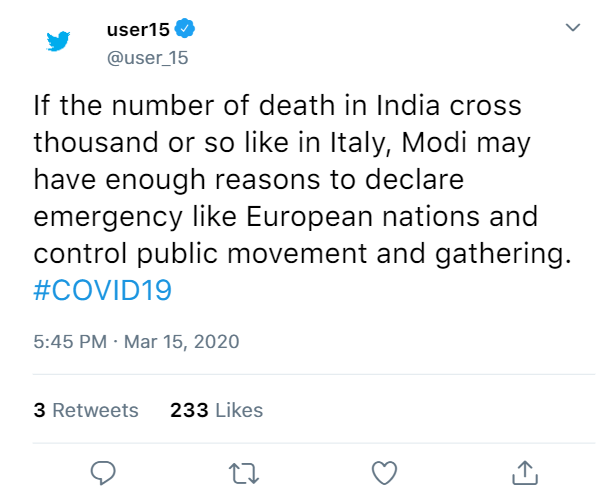 user15
@user_15
If the number of death in India cross
thousand or so like in Italy, Modi may
have enough reasons to declare
emergency like European nations and
control public movement and gathering.
#COVID19
5:45 PM · Mar 15, 2020
3 Retweets 233 Likes